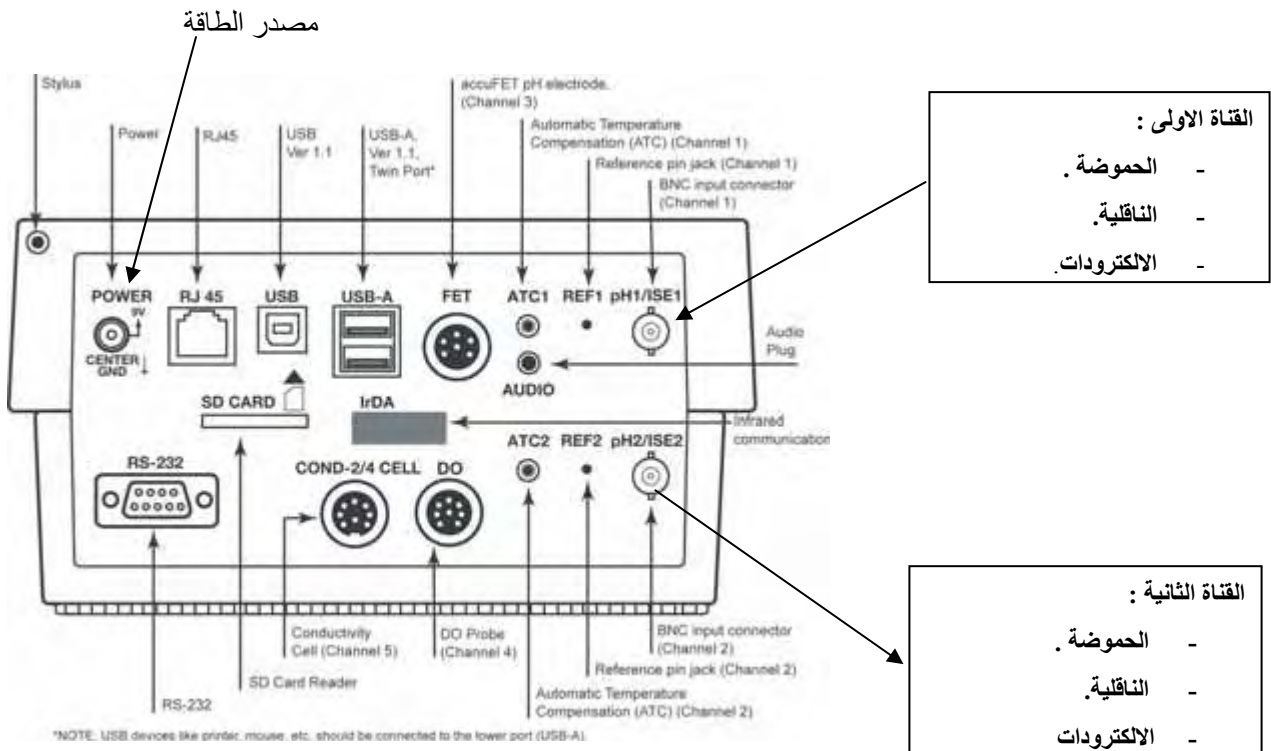 مصدر الطاقة
Stylus
Power
RJ45
USB
Ver 1.1
USB-A,
Ver 1.1,
Twin Port*
accuFET pH electrode,
(Channel 3)
Automatic Temperature
Compensation (ATC) (Channel 1)
Reference pin jack (Channel 1)
BNC input connector
(Channel 1)
القناة الاولى :
- الحموضة .
- الناقلية.
- الالكترودات.
POWER
9V
CENTER
GND
RJ 45
USB
USB-A
FET
ATC1
REF1
pH1/ISE1
Audio
Plug
AUDIO
SD CARD
IrDA
Infrared
communication
RS-232
COND-2/4 CELL
DO
ATC2
REF2
pH2/ISE2
القناة الثانية :
- الحموضة .
- الناقلية.
- الالكترودات
Conductivity
Cell (Channel 5)
DO Probe
(Channel 4)
BNC input connector
(Channel 2)
Reference pin jack (Channel 2)
Automatic Temperature
Compensation (ATC) (Channel 2)
SD Card Reader
RS-232
*NOTE: USB devices like printer, mouse, etc. should be connected to the lower port (USB-A).